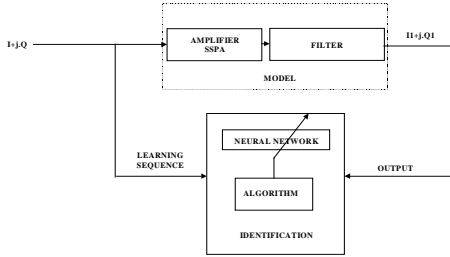 I+j.Q
AMPLIFIER
SSPA
FILTER
I1+j.Q1
MODEL
NEURAL NETWORK
LEARNING
SEQUENCE
OUTPUT
ALGORITHM
IDENTIFICATION